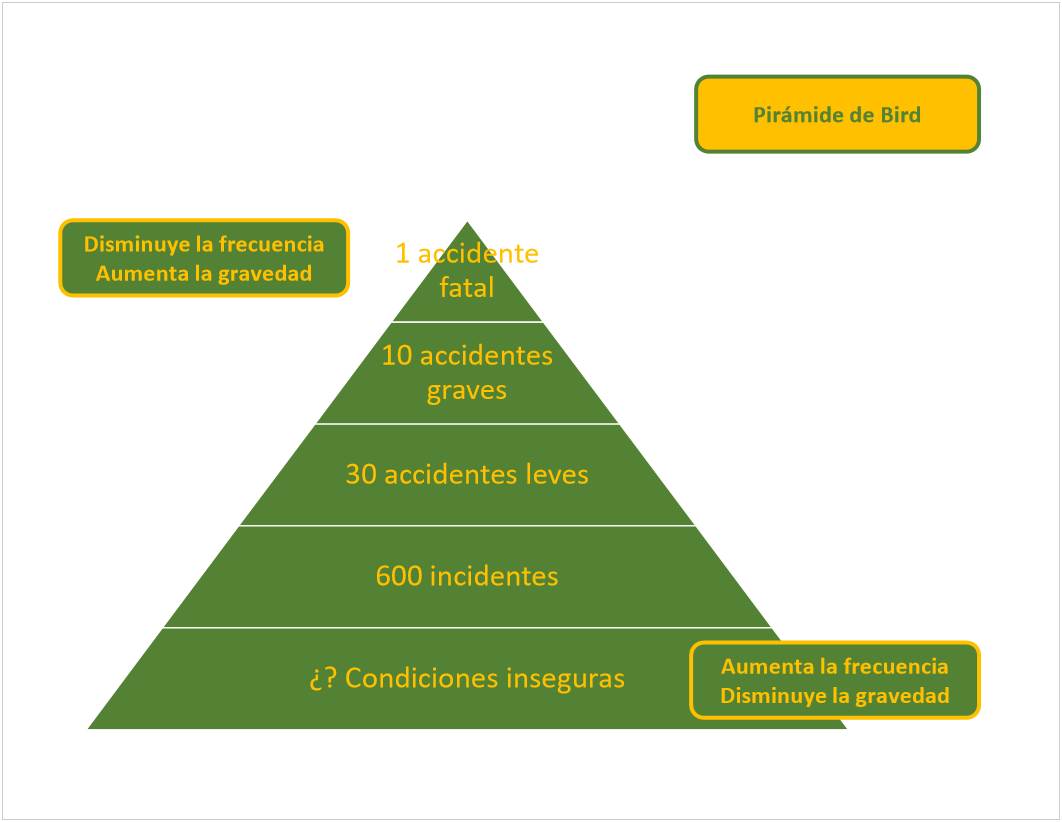 Pirámide de Bird
Disminuye la frecuencia
Aumenta la gravedad
1 accidente
fatal
10 accidentes
graves
30 accidentes leves
600 incidentes
¿? Condiciones inseguras
Aumenta la frecuencia
Disminuye la gravedad